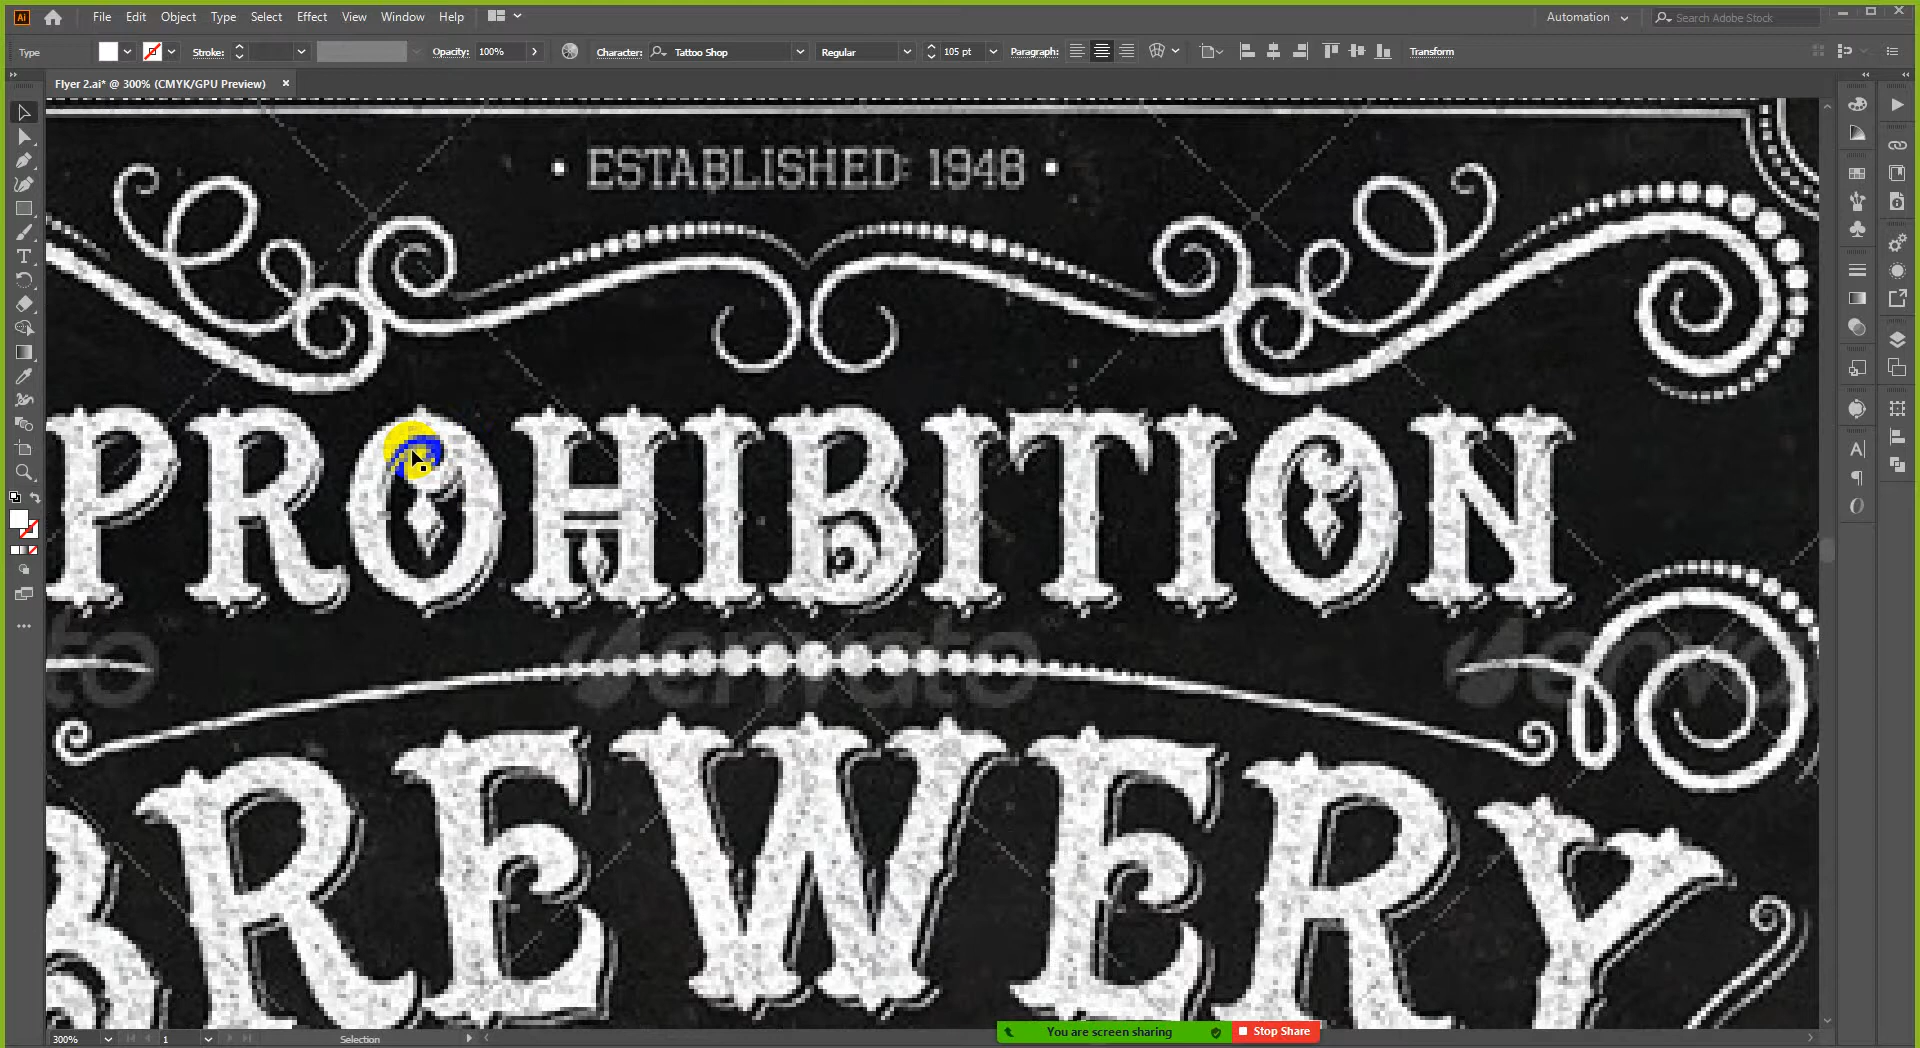 Ai File Edit Object Type Select Effect View Window Help Automation Search Adobe Stock
Type Stroke: Opacity: 100% Character: Tattoo Shop Regular 105 pt Paragraph: Transform
Flyer 2.ai* @ 300% (CMYK/GPU Preview)
• ESTABLISHED: 1948 •
PROHIBITION
envato
BREWERY
You are screen sharing Stop Share
300% 1 Selection